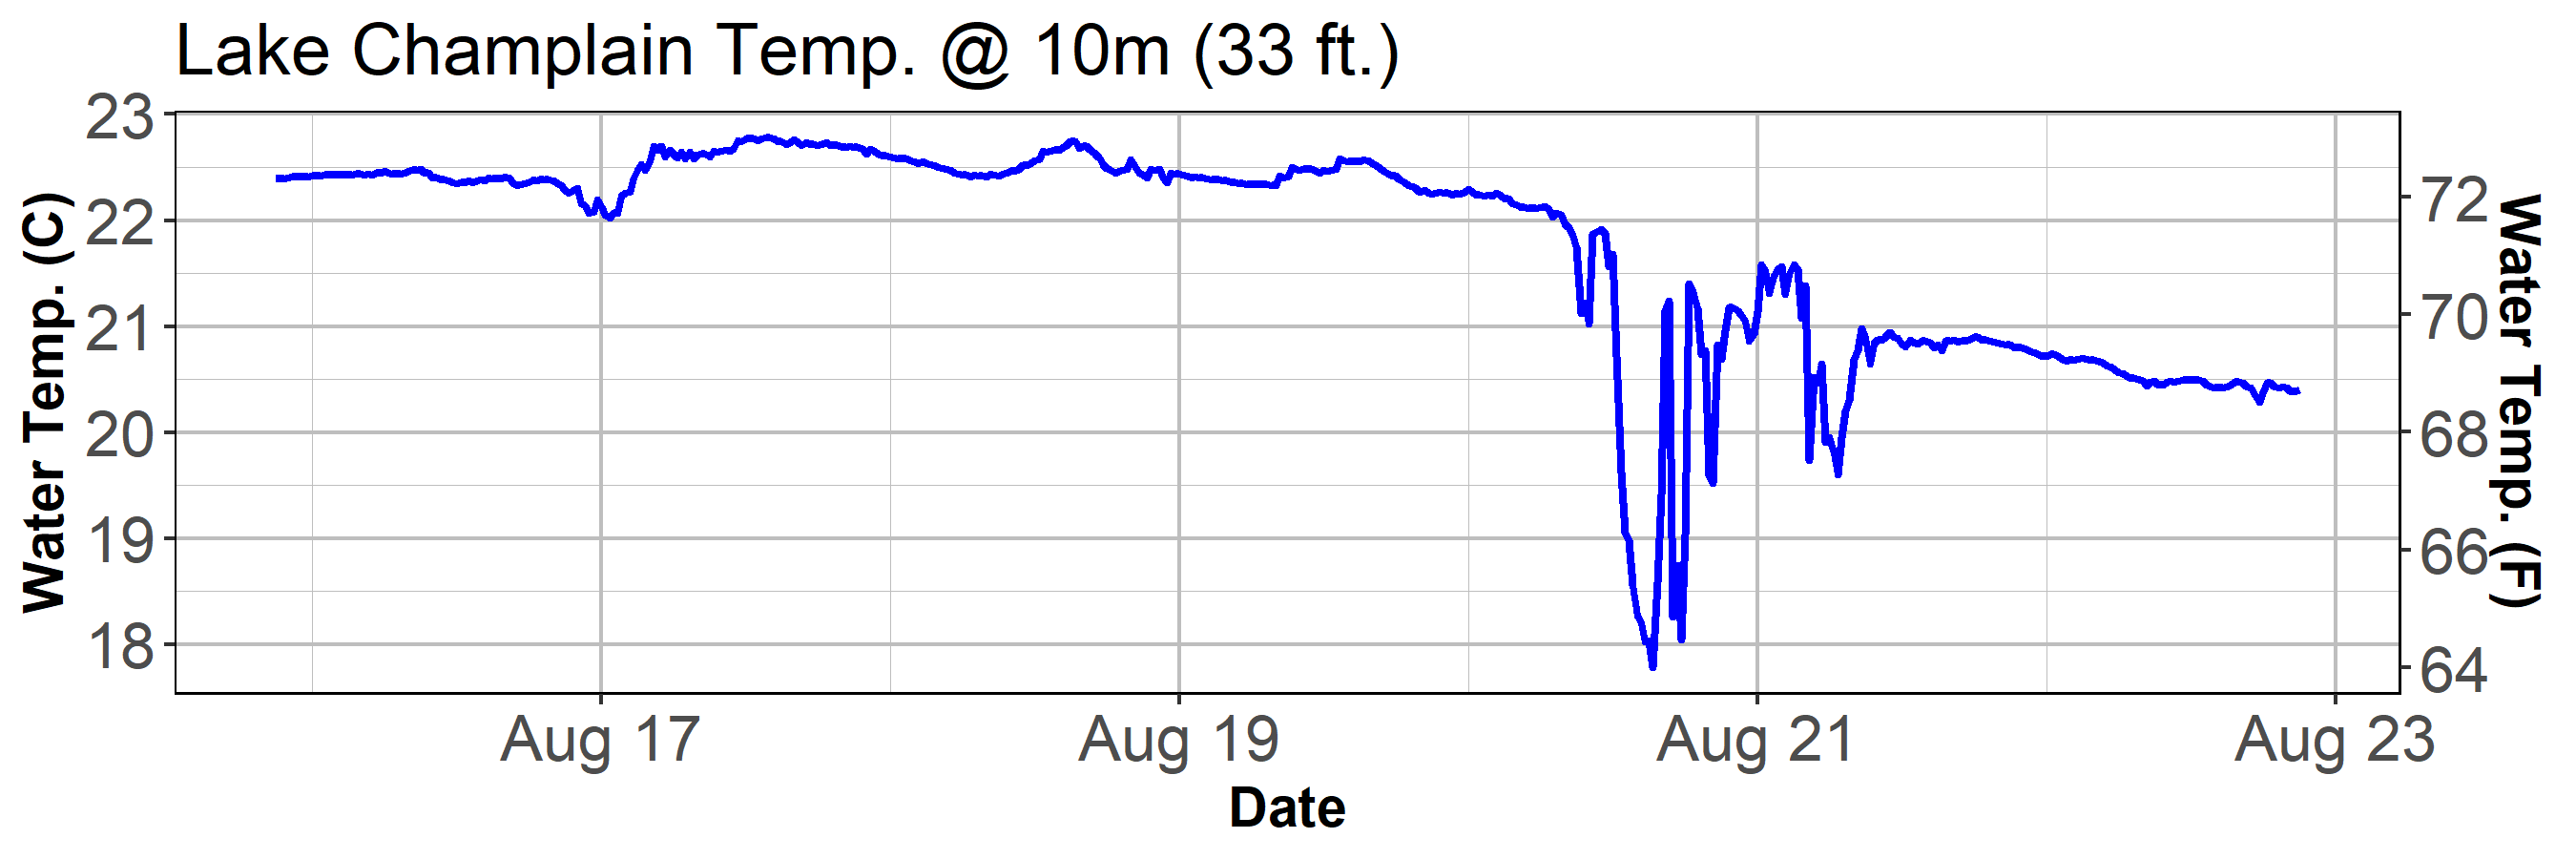 Lake Champlain Temp. @ 10m (33 ft.)
Water Temp. (C)
23
22
21
20
19
18
72
70
68
66
64
Water Temp. (F)
Aug 17 Aug 19 Aug 21 Aug 23
Date